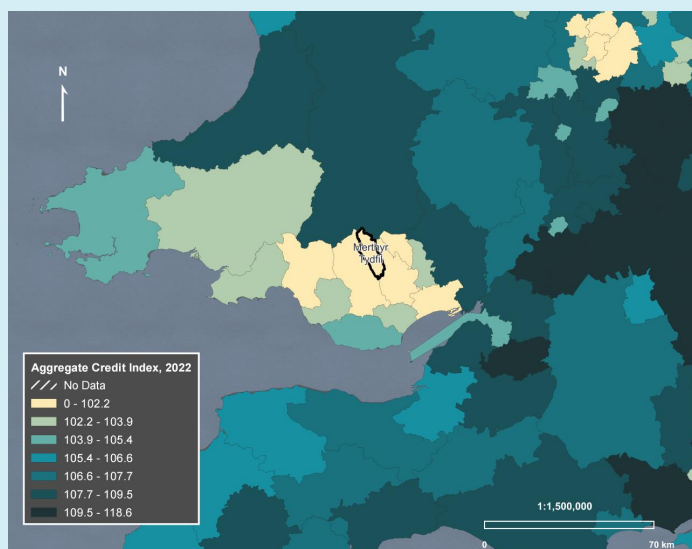 N
Merthyr
Tydfil
Aggregate Credit Index, 2022
No Data
0 - 102.2
102.2 - 103.9
103.9 - 105.4
105.4 - 106.6
106.6 - 107.7
107.7 - 109.5
109.5 - 118.6
1:1,500,000
0 70 km